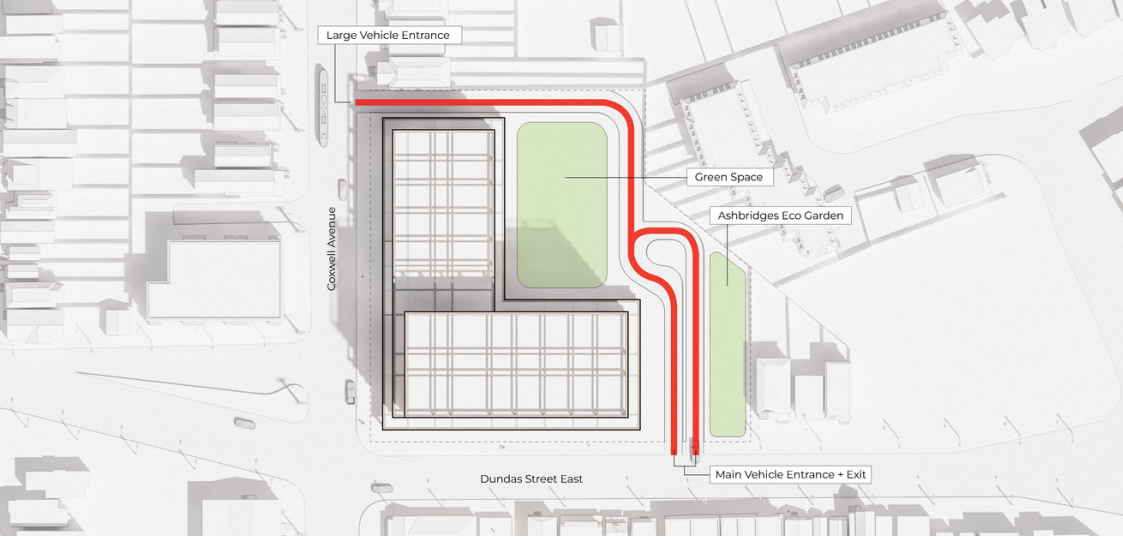 Large Vehicle Entrance
Green Space
Ashbridges Eco Garden
Coxwell Avenue
Main Vehicle Entrance + Exit
Dundas Street East